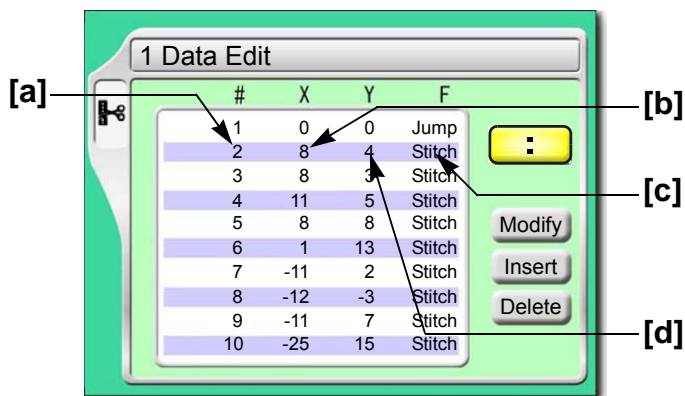 1 Data Edit
[a]
# X Y F
[b]
1 0 0 Jump
:
2 8 4 Stitch
3 8 3 Stitch
[c]
4 11 5 Stitch
5 8 8 Stitch
Modify
6 1 13 Stitch
7 -11 2 Stitch
Insert
8 -12 -3 Stitch
Delete
9 -11 7 Stitch
[d]
10 -25 15 Stitch